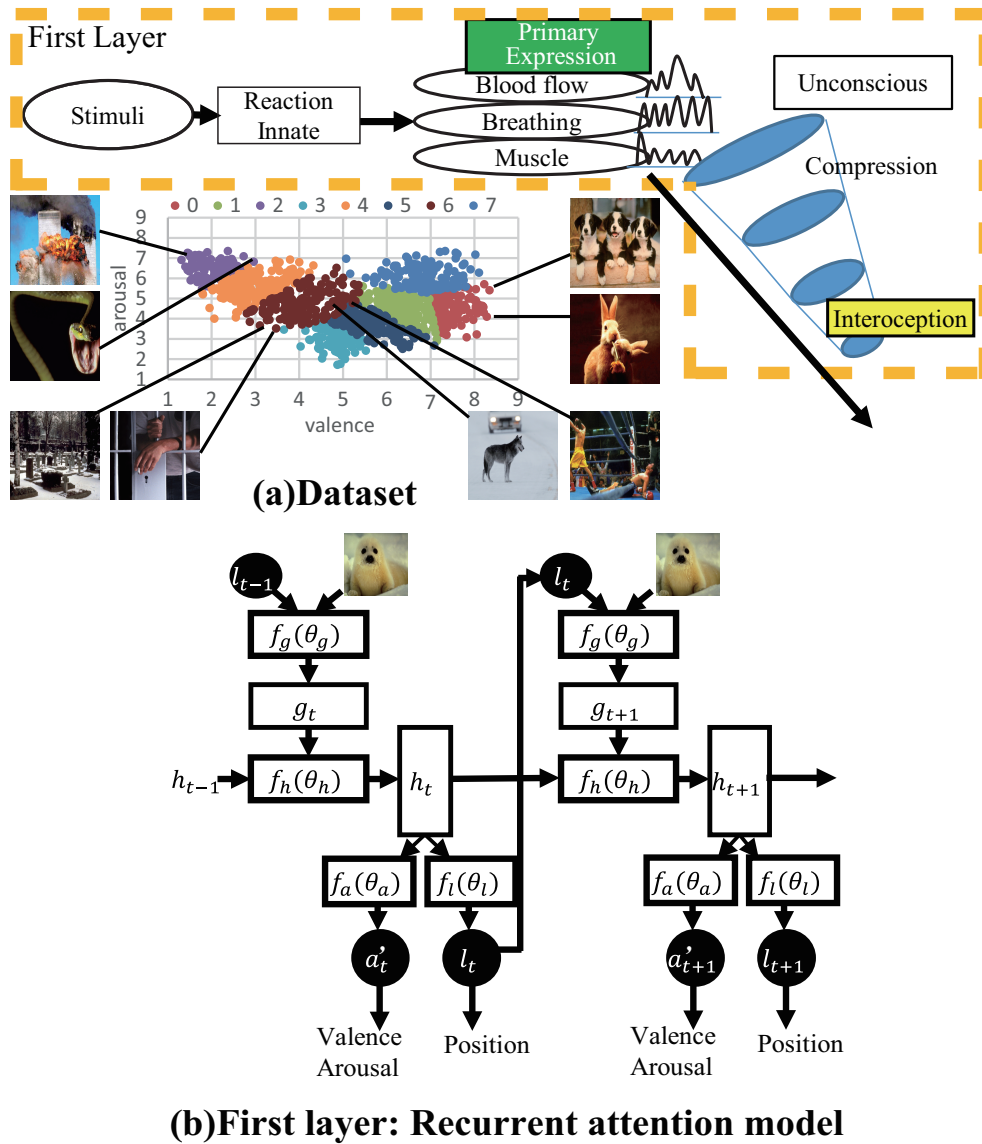 First Layer
Primary
Expression
Unconscious
Stimuli
Reaction
Innate
Blood flow
Breathing
Muscle
Compression
Interoception
0 1 2 3 4 5 6 7
9
8
7
6
5
4
3
2
1
arousal
1 2 3 4 5 6 7 8 9
valence
(a)Dataset
l_{t-1}
l_t
f_g(θ_g)
f_g(θ_g)
g_t
g_{t+1}
h_{t-1}
f_h(θ_h)
h_t
f_h(θ_h)
h_{t+1}
f_a(θ_a)
f_l(θ_l)
f_a(θ_a)
f_l(θ_l)
a'_t
l_t
a'_{t+1}
l_{t+1}
Valence
Arousal
Position
Valence
Arousal
Position
(b)First layer: Recurrent attention model